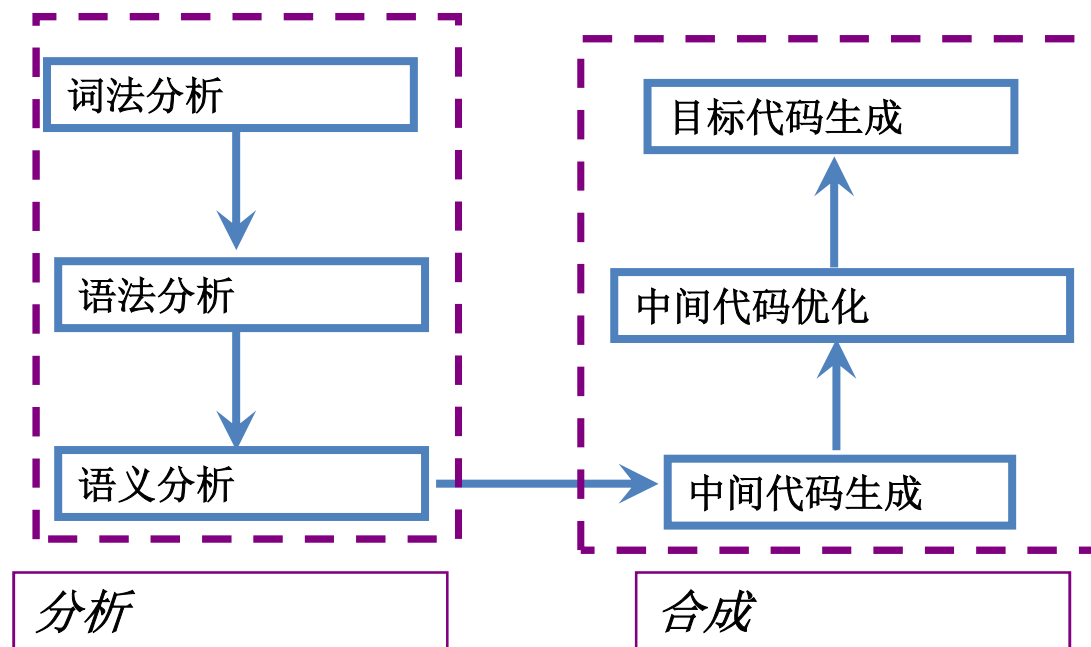 词法分析
语法分析
语义分析
分析
目标代码生成
中间代码优化
中间代码生成
合成